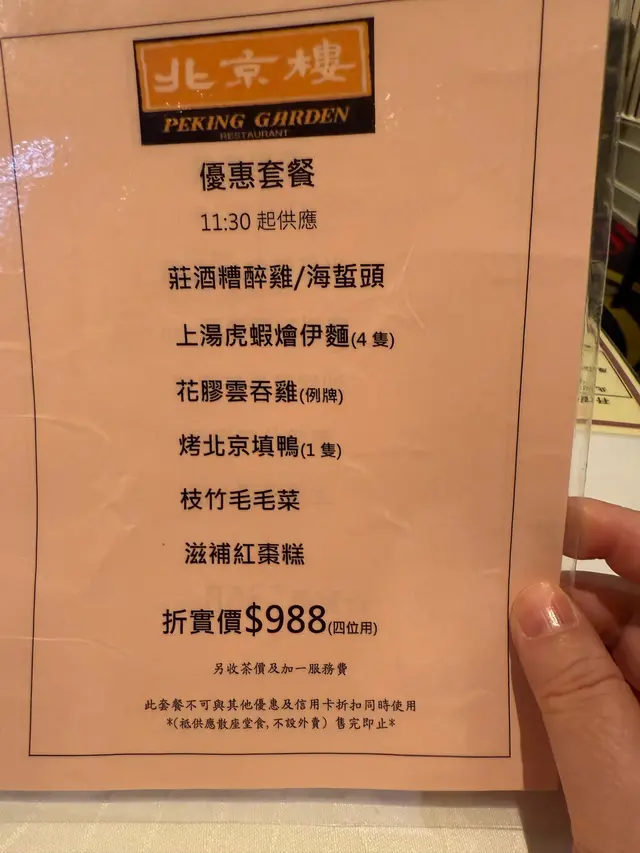 北京樓
PEKING GARDEN
RESTAURANT
優惠套餐
11:30 起供應
莊酒糟醉雞/海蜇頭
上湯虎蝦燴伊麵(4 隻)
花膠雲吞雞(例牌)
烤北京填鴨(1 隻)
枝竹毛毛菜
滋補紅棗糕
折實價$988(四位用)
另收茶價及加一服務費
此套餐不可與其他優惠及信用卡折扣同時使用
*(祗供應散座堂食,不設外賣) 售完即止*